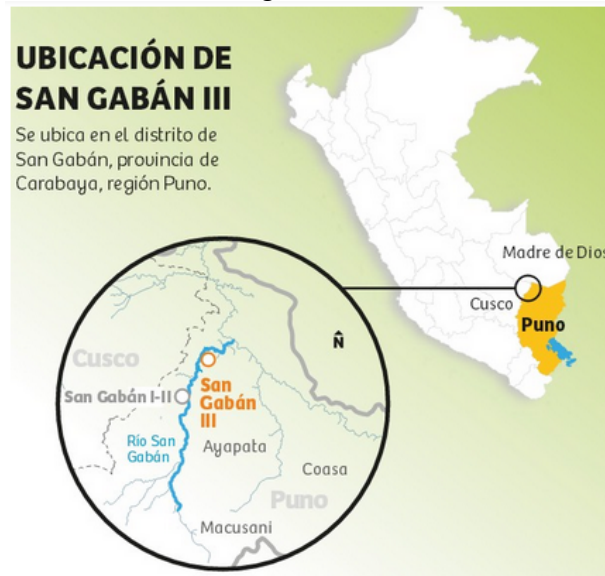 UBICACIÓN DE
SAN GABÁN III
Se ubica en el distrito de
San Gabán, provincia de
Carabaya, región Puno.
Madre de Dios
Cusco
Puno
N
Cusco
San Gabán I-II
San
Gabán
III
Río San
Gabán
Ayapata
Coasa
Puno
Macusani